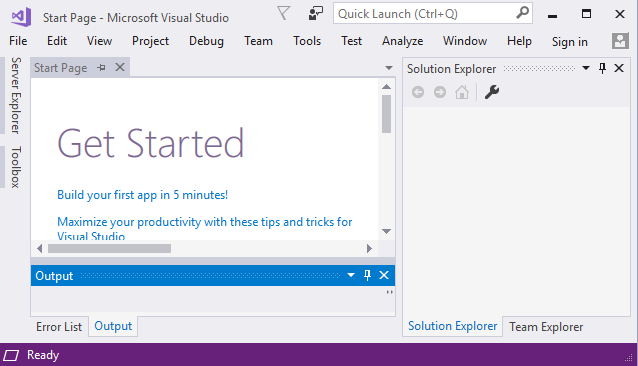 Start Page - Microsoft Visual Studio
Quick Launch (Ctrl+Q)
File Edit View Project Debug Team Tools Test Analyze Window Help Sign in
Server Explorer
Toolbox
Start Page
Get Started
Build your first app in 5 minutes!
Maximize your productivity with these tips and tricks for
Visual Studio
Output
Error List Output
Solution Explorer
Solution Explorer Team Explorer
Ready